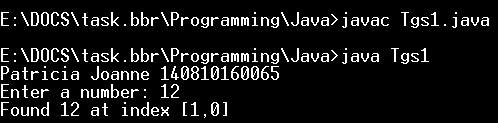 E:\DOCS\task.bbr\Programming\Java>javac Tgs1.java
E:\DOCS\task.bbr\Programming\Java>java Tgs1
Patricia Joanne 140810160065
Enter a number: 12
Found 12 at index [1,0]